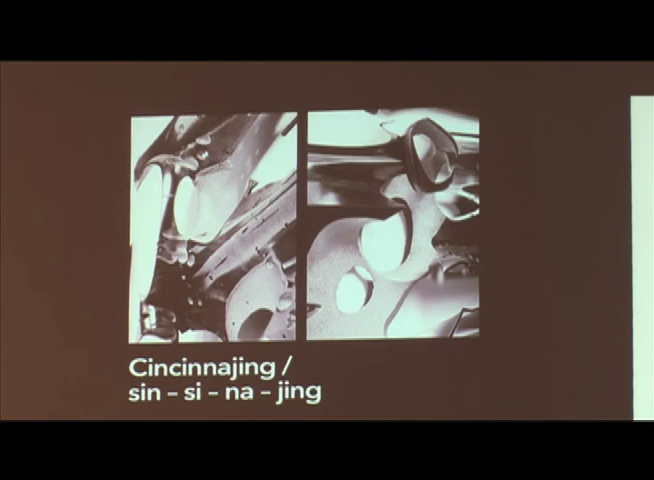 Cincinnajing /
sin – si – na – jing